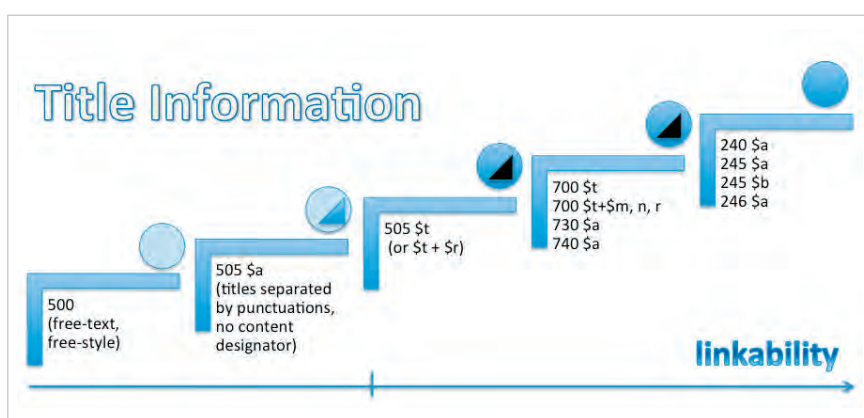 Title Information
500
(free-text,
free-style)
505 $a
(titles separated
by punctuations,
no content
designator)
505 $t
(or $t + $r)
700 $t
700 $t+$m, n, r
730 $a
740 $a
240 $a
245 $a
245 $b
246 $a
linkability